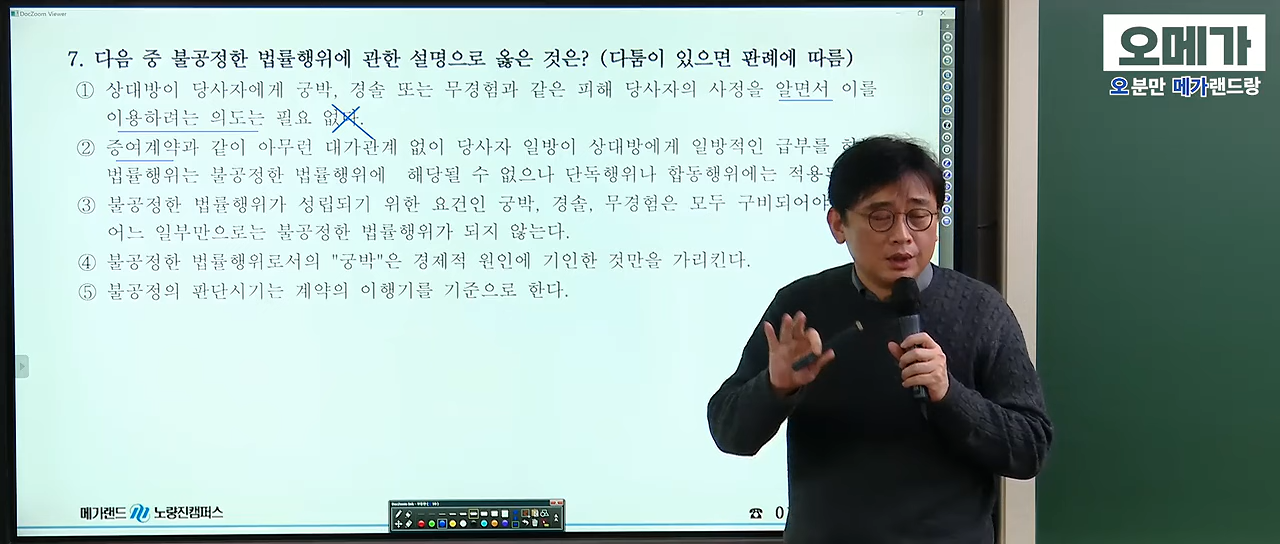 DocZoom Viewer
7. 다음 중 불공정한 법률행위에 관한 설명으로 옳은 것은? (다툼이 있으면 판례에 따름)
① 상대방이 당사자에게 궁박, 경솔 또는 무경험과 같은 피해 당사자의 사정을 알면서 이를
이용하려는 의도는 필요 없다.
② 증여계약과 같이 아무런 대가관계 없이 당사자 일방이 상대방에게 일방적인 급부를
법률행위는 불공정한 법률행위에 해당될 수 없으나 단독행위나 합동행위에는
③ 불공정한 법률행위가 성립되기 위한 요건인 궁박, 경솔, 무경험은 모두 구비되어야
어느 일부만으로는 불공정한 법률행위가 되지 않는다.
④ 불공정한 법률행위로서의 "궁박"은 경제적 원인에 기인한 것만을 가리킨다.
⑤ 불공정의 판단시기는 계약의 이행기를 기준으로 한다.
메가랜드 노량진캠퍼스
☎ 0
오메가
오분만 메가랜드랑